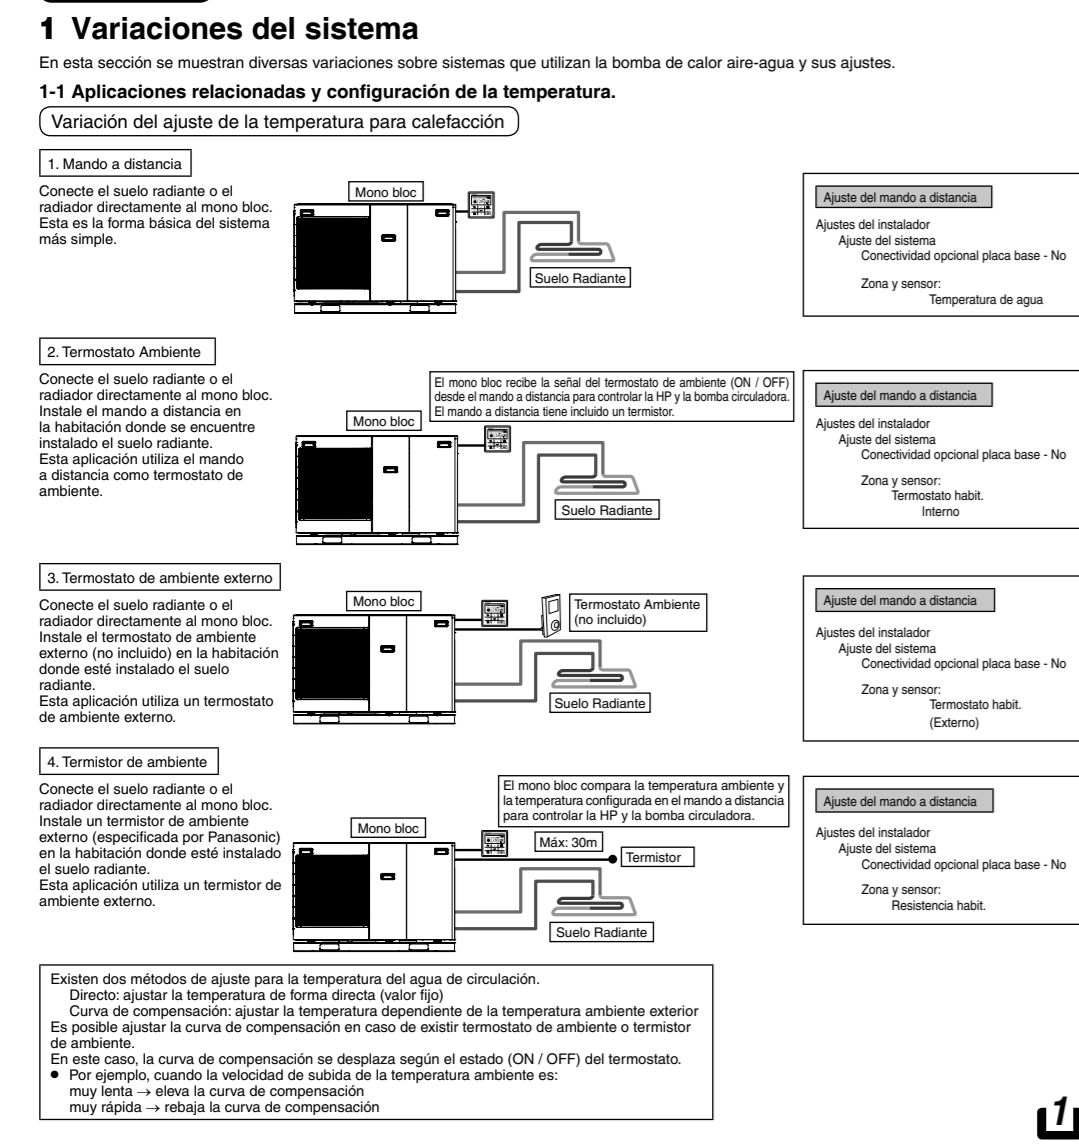 1 Variaciones del sistema
En esta sección se muestran diversas variaciones sobre sistemas que utilizan la bomba de calor aire-agua y sus ajustes.
1-1 Aplicaciones relacionadas y configuración de la temperatura.
Variación del ajuste de la temperatura para calefacción
1. Mando a distancia
Conecte el suelo radiante o el
radiador directamente al mono bloc.
Esta es la forma básica del sistema
más simple.
Mono bloc
Suelo Radiante
Ajuste del mando a distancia
Ajustes del instalador
Ajuste del sistema
Conectividad opcional placa base - No
Zona y sensor:
Temperatura de agua
2. Termostato Ambiente
Conecte el suelo radiante o el
radiador directamente al mono bloc.
Instale el mando a distancia en
la habitación donde se encuentre
instalado el suelo radiante.
Esta aplicación utiliza el mando
a distancia como termostato de
ambiente.
El mono bloc recibe la señal del termostato de ambiente (ON / OFF)
desde el mando a distancia para controlar la HP y la bomba circuladora.
El mando a distancia tiene incluido un termistor.
Mono bloc
Suelo Radiante
Ajuste del mando a distancia
Ajustes del instalador
Ajuste del sistema
Conectividad opcional placa base - No
Zona y sensor:
Termostato habit.
Interno
3. Termostato de ambiente externo
Conecte el suelo radiante o el
radiador directamente al mono bloc.
Instale el termostato de ambiente
externo (no incluido) en la habitación
donde esté instalado el suelo
radiante.
Esta aplicación utiliza un termostato
de ambiente externo.
Mono bloc
Termostato Ambiente
(no incluido)
Suelo Radiante
Ajuste del mando a distancia
Ajustes del instalador
Ajuste del sistema
Conectividad opcional placa base - No
Zona y sensor:
Termostato habit.
(Externo)
4. Termistor de ambiente
Conecte el suelo radiante o el
radiador directamente al mono bloc.
Instale un termistor de ambiente
externo (especificada por Panasonic)
en la habitación donde esté instalado
el suelo radiante.
Esta aplicación utiliza un termistor de
ambiente externo.
El mono bloc compara la temperatura ambiente y
la temperatura configurada en el mando a distancia
para controlar la HP y la bomba circuladora.
Mono bloc
Máx: 30m
Termistor
Suelo Radiante
Ajuste del mando a distancia
Ajustes del instalador
Ajuste del sistema
Conectividad opcional placa base - No
Zona y sensor:
Resistencia habit.
Existen dos métodos de ajuste para la temperatura del agua de circulación.
Directo: ajustar la temperatura de forma directa (valor fijo)
Curva de compensación: ajustar la temperatura dependiente de la temperatura ambiente exterior
Es posible ajustar la curva de compensación en caso de existir termostato de ambiente o termistor
de ambiente.
En este caso, la curva de compensación se desplaza según el estado (ON / OFF) del termostato.
● Por ejemplo, cuando la velocidad de subida de la temperatura ambiente es:
muy lenta → eleva la curva de compensación
muy rápida → rebaja la curva de compensación
1